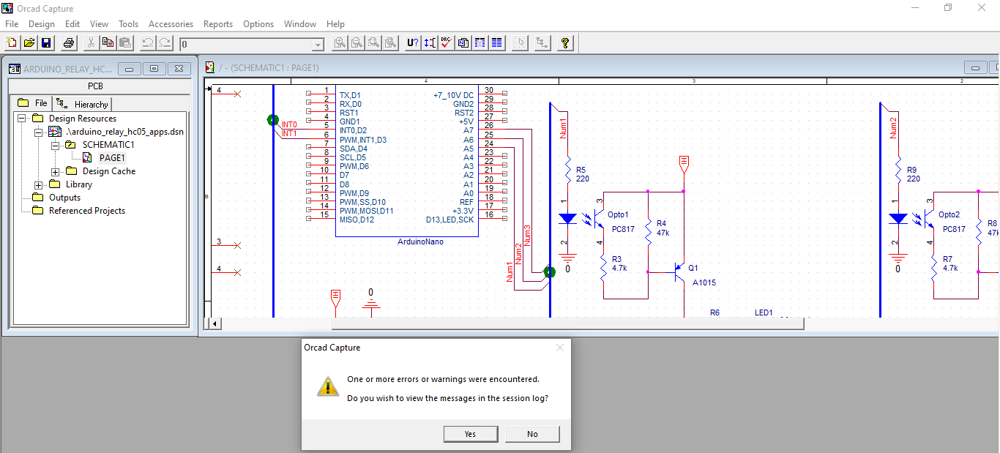 Orcad Capture
File Design Edit View Tools Accessories Reports Options Window Help
U?
DRC
0
?
ARDUINO_RELAY_HC...
PCB
File Hierarchy
Design Resources
.\arduino_relay_hc05_apps.dsn
SCHEMATIC1
PAGE1
Design Cache
Library
Outputs
Referenced Projects
/ - (SCHEMATIC1 : PAGE1)
4 3 2
B
4
3
4
INT0
INT1
1 TX,D1
2 RX,D0
3 RST1
4 GND1
5 INT0,D2
6 PWM,INT1,D3
7 SDA,D4
8 SCL,D5
9 PWM,D6
10 D7
11 D8
12 PWM,D9
13 PWM,SS,D10
14 PWM,MOSI,D11
15 MISO,D12
+7_10V DC 30
GND2 29
RST2 28
+5V 27
A7 26
A6 25
A5 24
A4 23
A3 22
A2 21
A1 20
A0 19
REF 18
+3.3V 17
D13,LED,SCK 16
ArduinoNano
Num1
Num2
Num3
H
0
Num1
R5
220
1
2
0
3
4
Opto1
PC817
R3
4.7k
R4
47k
H
Q1
A1015
R6
LED1
Num2
R9
220
1
2
0
3
4
Opto2
PC817
R7
4.7k
R8
47k
Orcad Capture
One or more errors or warnings were encountered.
Do you wish to view the messages in the session log?
Yes No